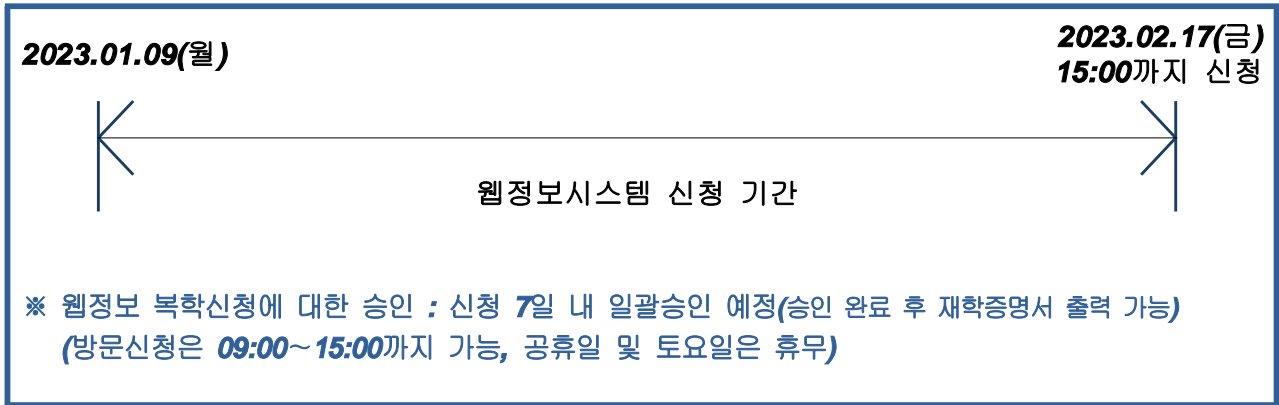 2023.01.09(월)
2023.02.17(금)
15:00까지 신청
웹정보시스템 신청 기간
※ 웹정보 복학신청에 대한 승인 : 신청 7일 내 일괄승인 예정(승인 완료 후 재학증명서 출력 가능)
(방문신청은 09:00～15:00까지 가능, 공휴일 및 토요일은 휴무)